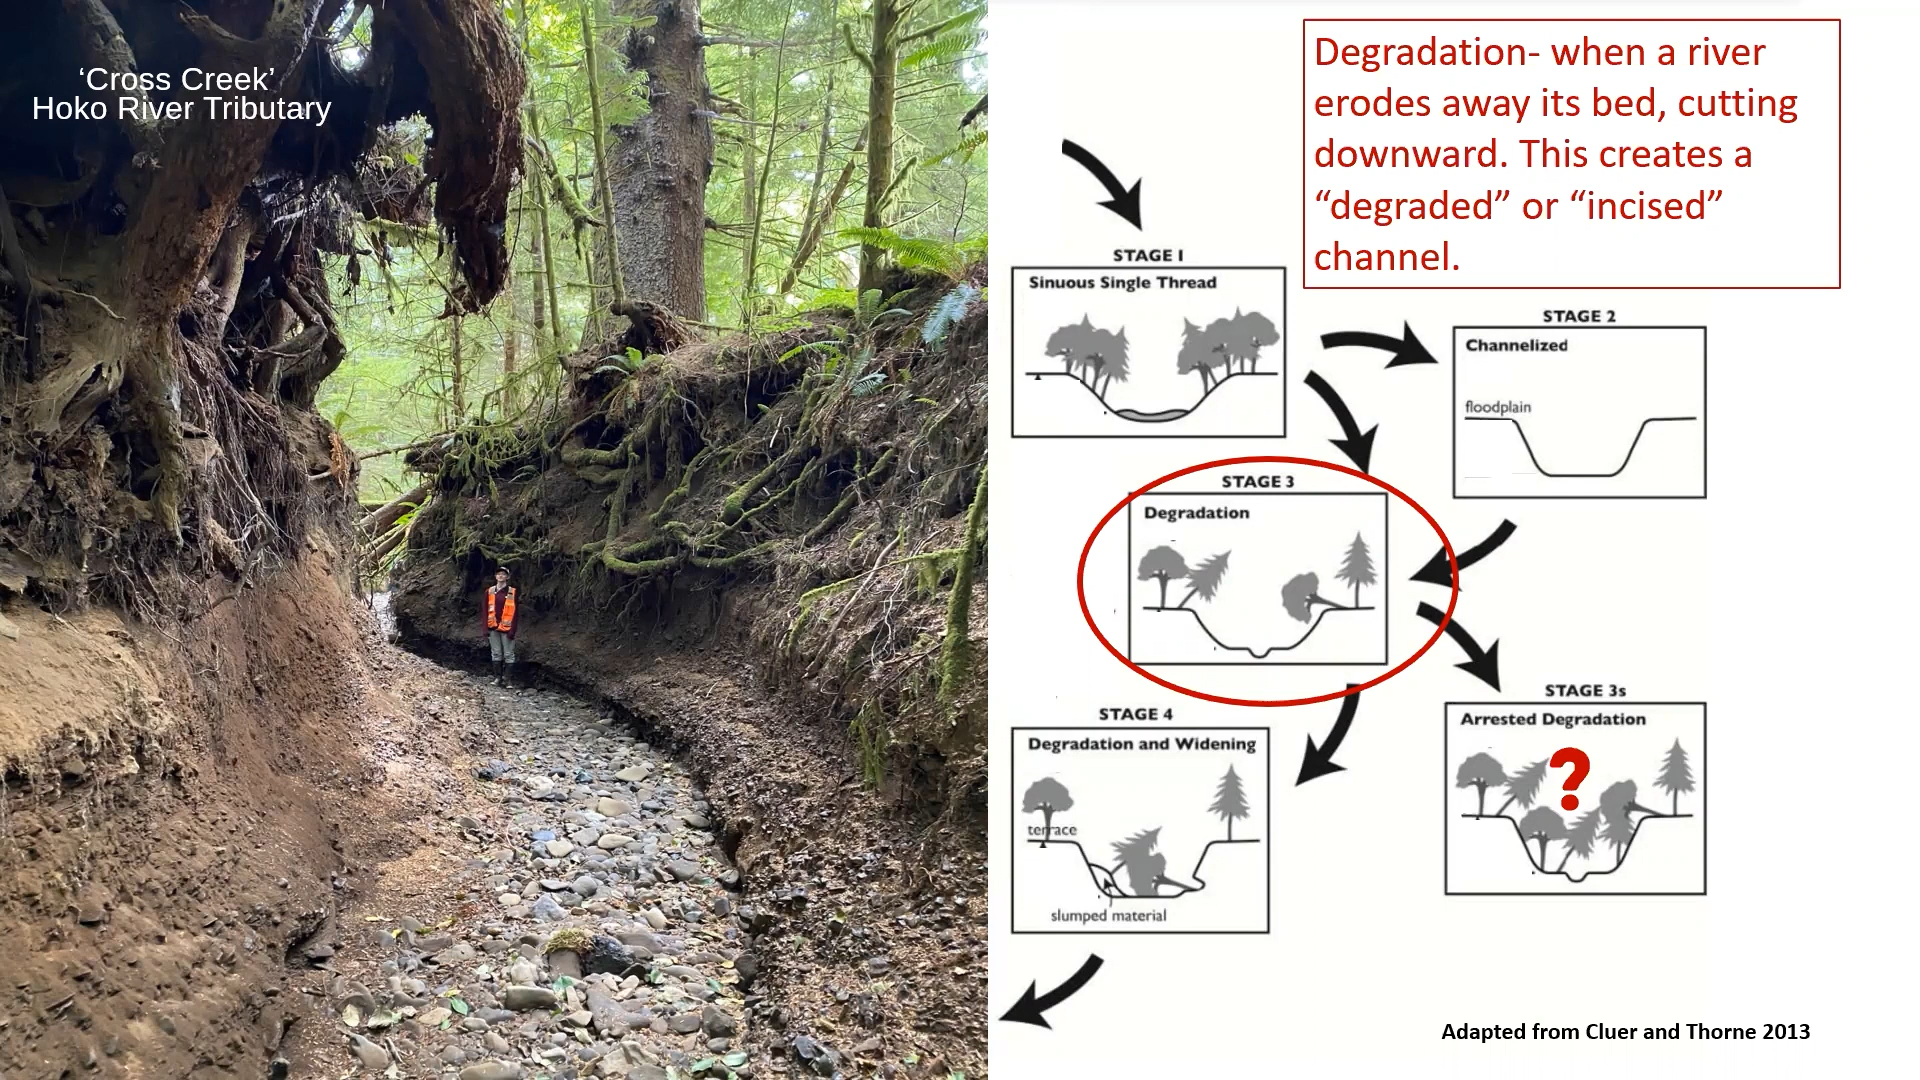 ‘Cross Creek’
Hoko River Tributary
Degradation- when a river
erodes away its bed, cutting
downward. This creates a
“degraded” or “incised”
channel.
STAGE 1
Sinuous Single Thread
STAGE 2
Channelized
floodplain
STAGE 3
Degradation
STAGE 4
Degradation and Widening
terrace
slumped material
STAGE 3s
Arrested Degradation
?
Adapted from Cluer and Thorne 2013